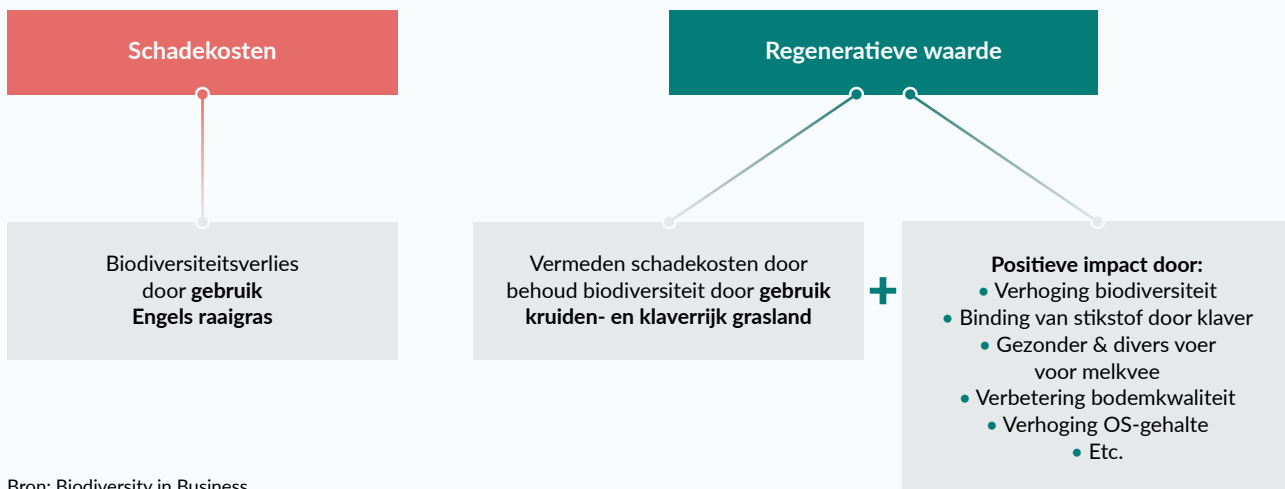 Schadekosten
Regeneratieve waarde
Biodiversiteitsverlies
door gebruik
Engels raaigras
Vermeden schadekosten door
behoud biodiversiteit door gebruik
kruiden- en klaverrijk grasland
+
Positieve impact door:
• Verhoging biodiversiteit
• Binding van stikstof door klaver
• Gezonder & divers voer
voor melkvee
• Verbetering bodemkwaliteit
• Verhoging OS-gehalte
• Etc.
Bron: Biodiversity in Business